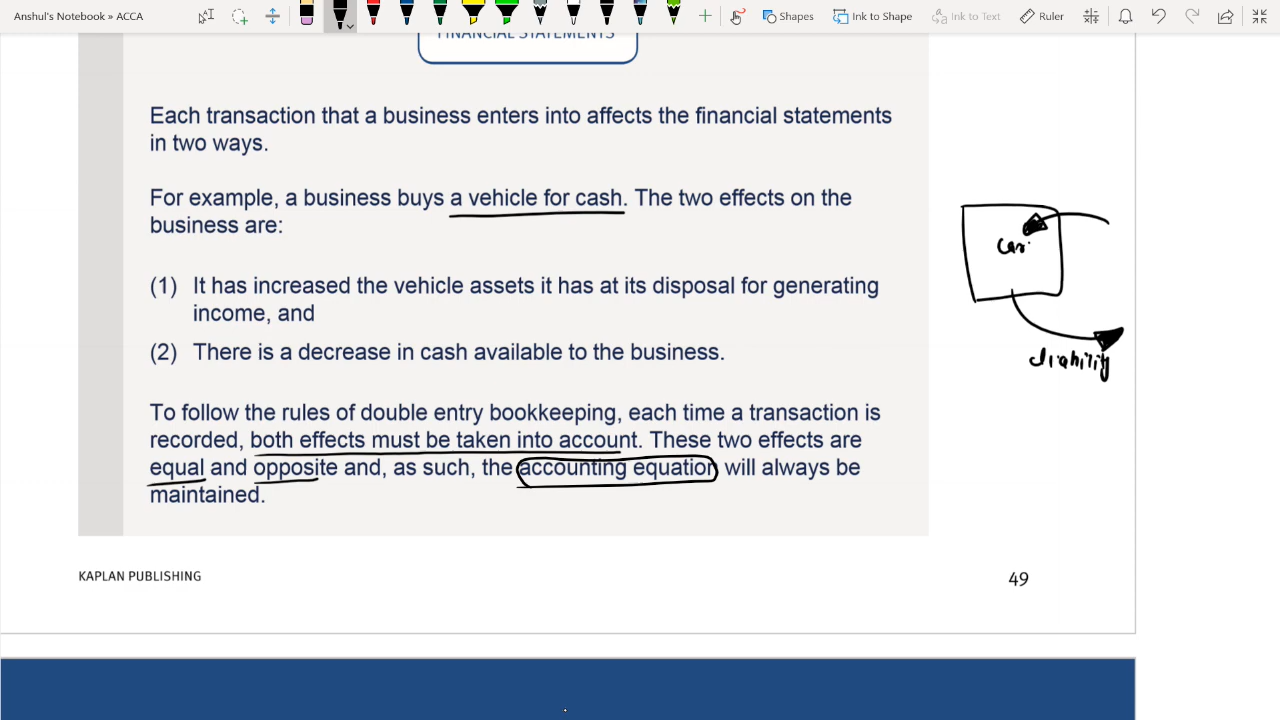 Anshul's Notebook » ACCA
Shapes
Ink to Shape
Ink to Text
Ruler
FINANCIAL STATEMENTS
Each transaction that a business enters into affects the financial statements
in two ways.
For example, a business buys a vehicle for cash. The two effects on the
business are:
(1) It has increased the vehicle assets it has at its disposal for generating
income, and
(2) There is a decrease in cash available to the business.
To follow the rules of double entry bookkeeping, each time a transaction is
recorded, both effects must be taken into account. These two effects are
equal and opposite and, as such, the accounting equation will always be
maintained.
Car
liability
KAPLAN PUBLISHING
49